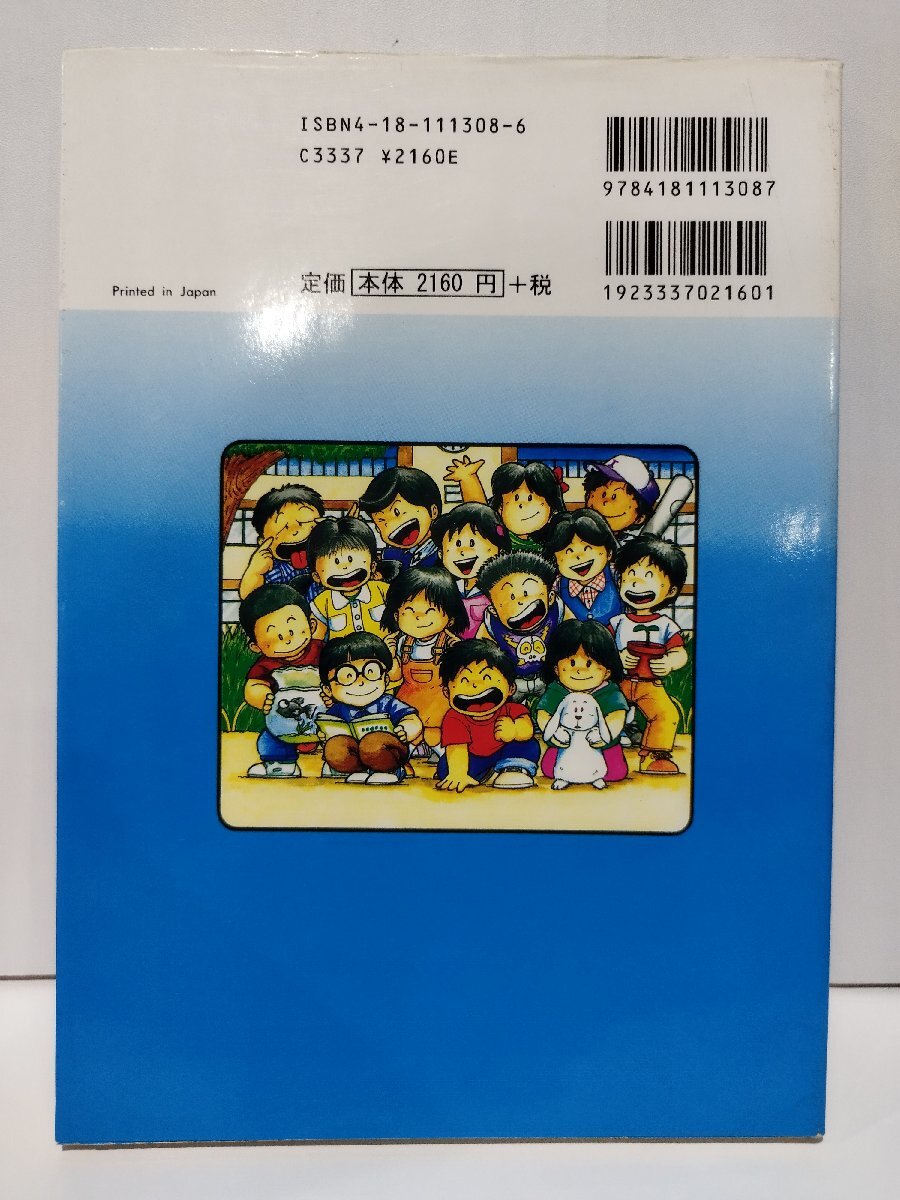 ISBN4-18-111308-6
C3337 ¥2160E
9784181113087
定価 本体 2160 円 +税
1923337021601
Printed in Japan